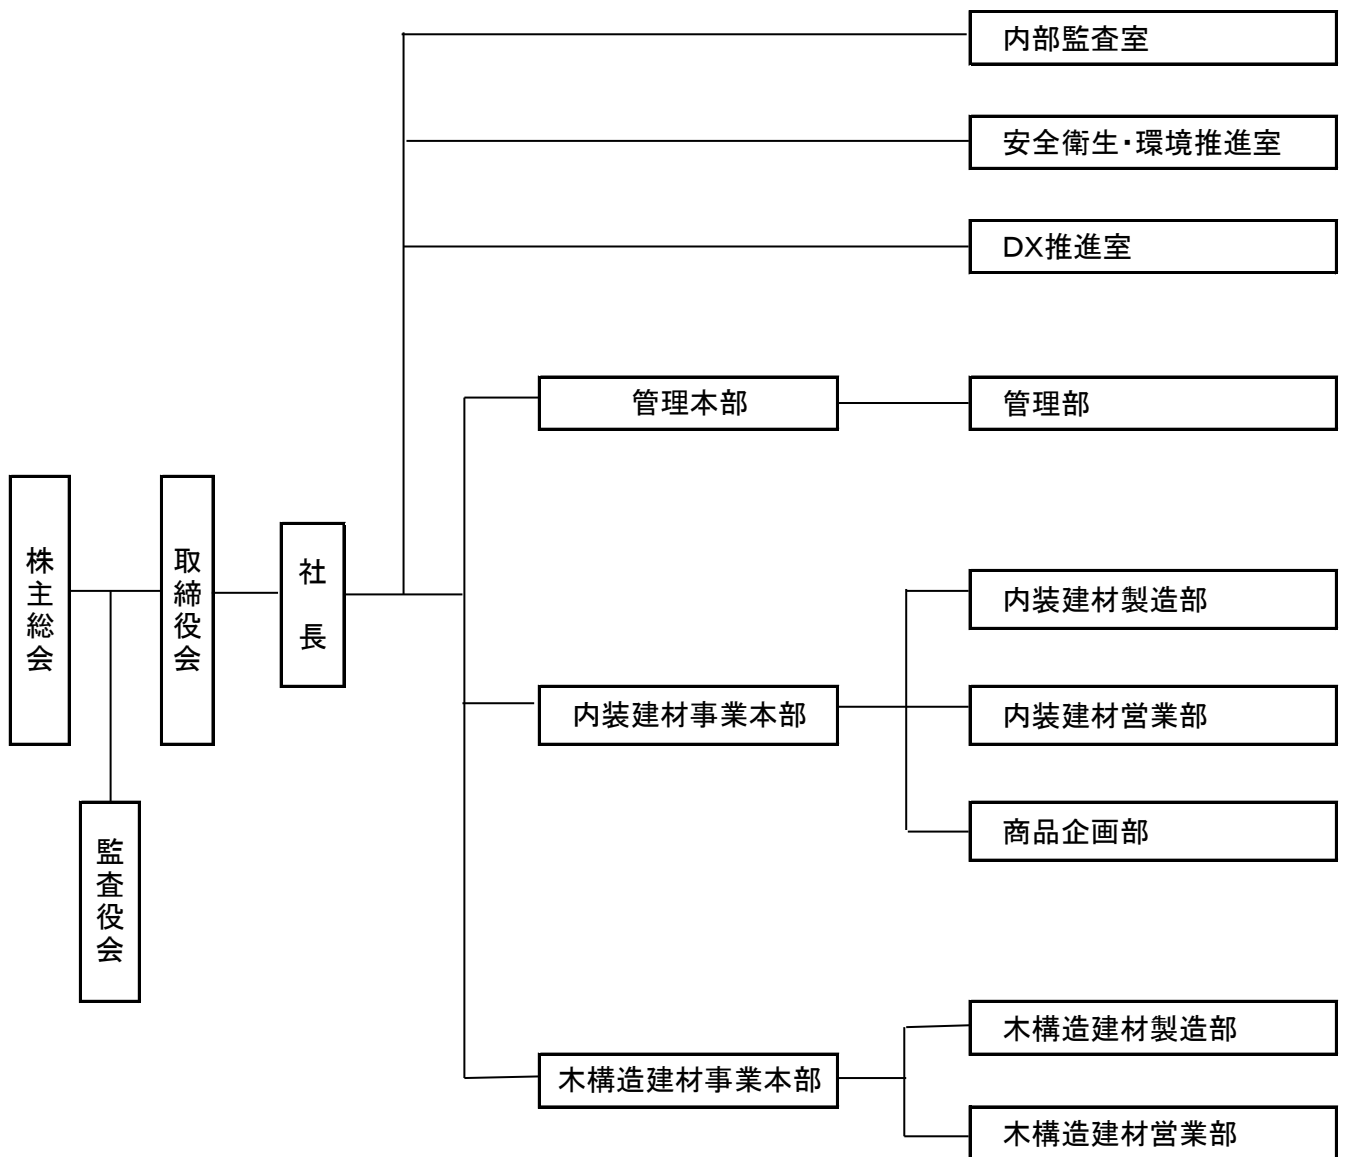 内部監査室
安全衛生・環境推進室
DX推進室
管理本部
管理部
株主総会
取締役会
社長
内装建材製造部
内装建材事業本部
内装建材営業部
商品企画部
監査役会
木構造建材製造部
木構造建材事業本部
木構造建材営業部